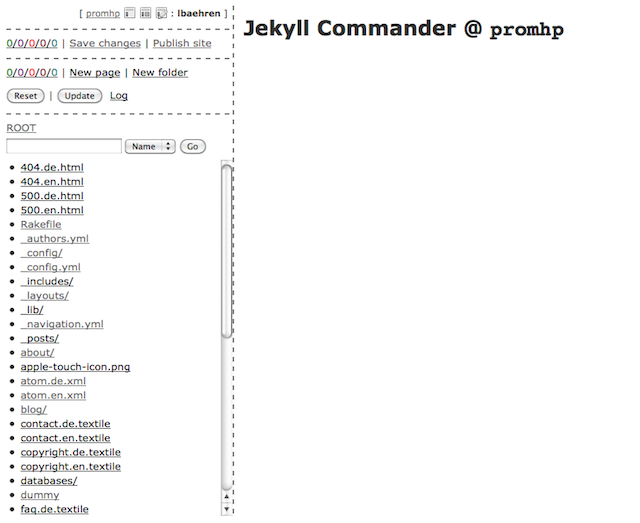 [ promhp : lbaehren ]
Jekyll Commander @ promhp
0/0/0/0/0 | Save changes | Publish site
0/0/0/0/0 | New page | New folder
Reset | Update Log
ROOT
Name Go
404.de.html
404.en.html
500.de.html
500.en.html
Rakefile
_authors.yml
_config/
_config.yml
_includes/
_layouts/
_lib/
_navigation.yml
_posts/
about/
apple-touch-icon.png
atom.de.xml
atom.en.xml
blog/
contact.de.textile
contact.en.textile
copyright.de.textile
copyright.en.textile
databases/
dummy
faq.de.textile